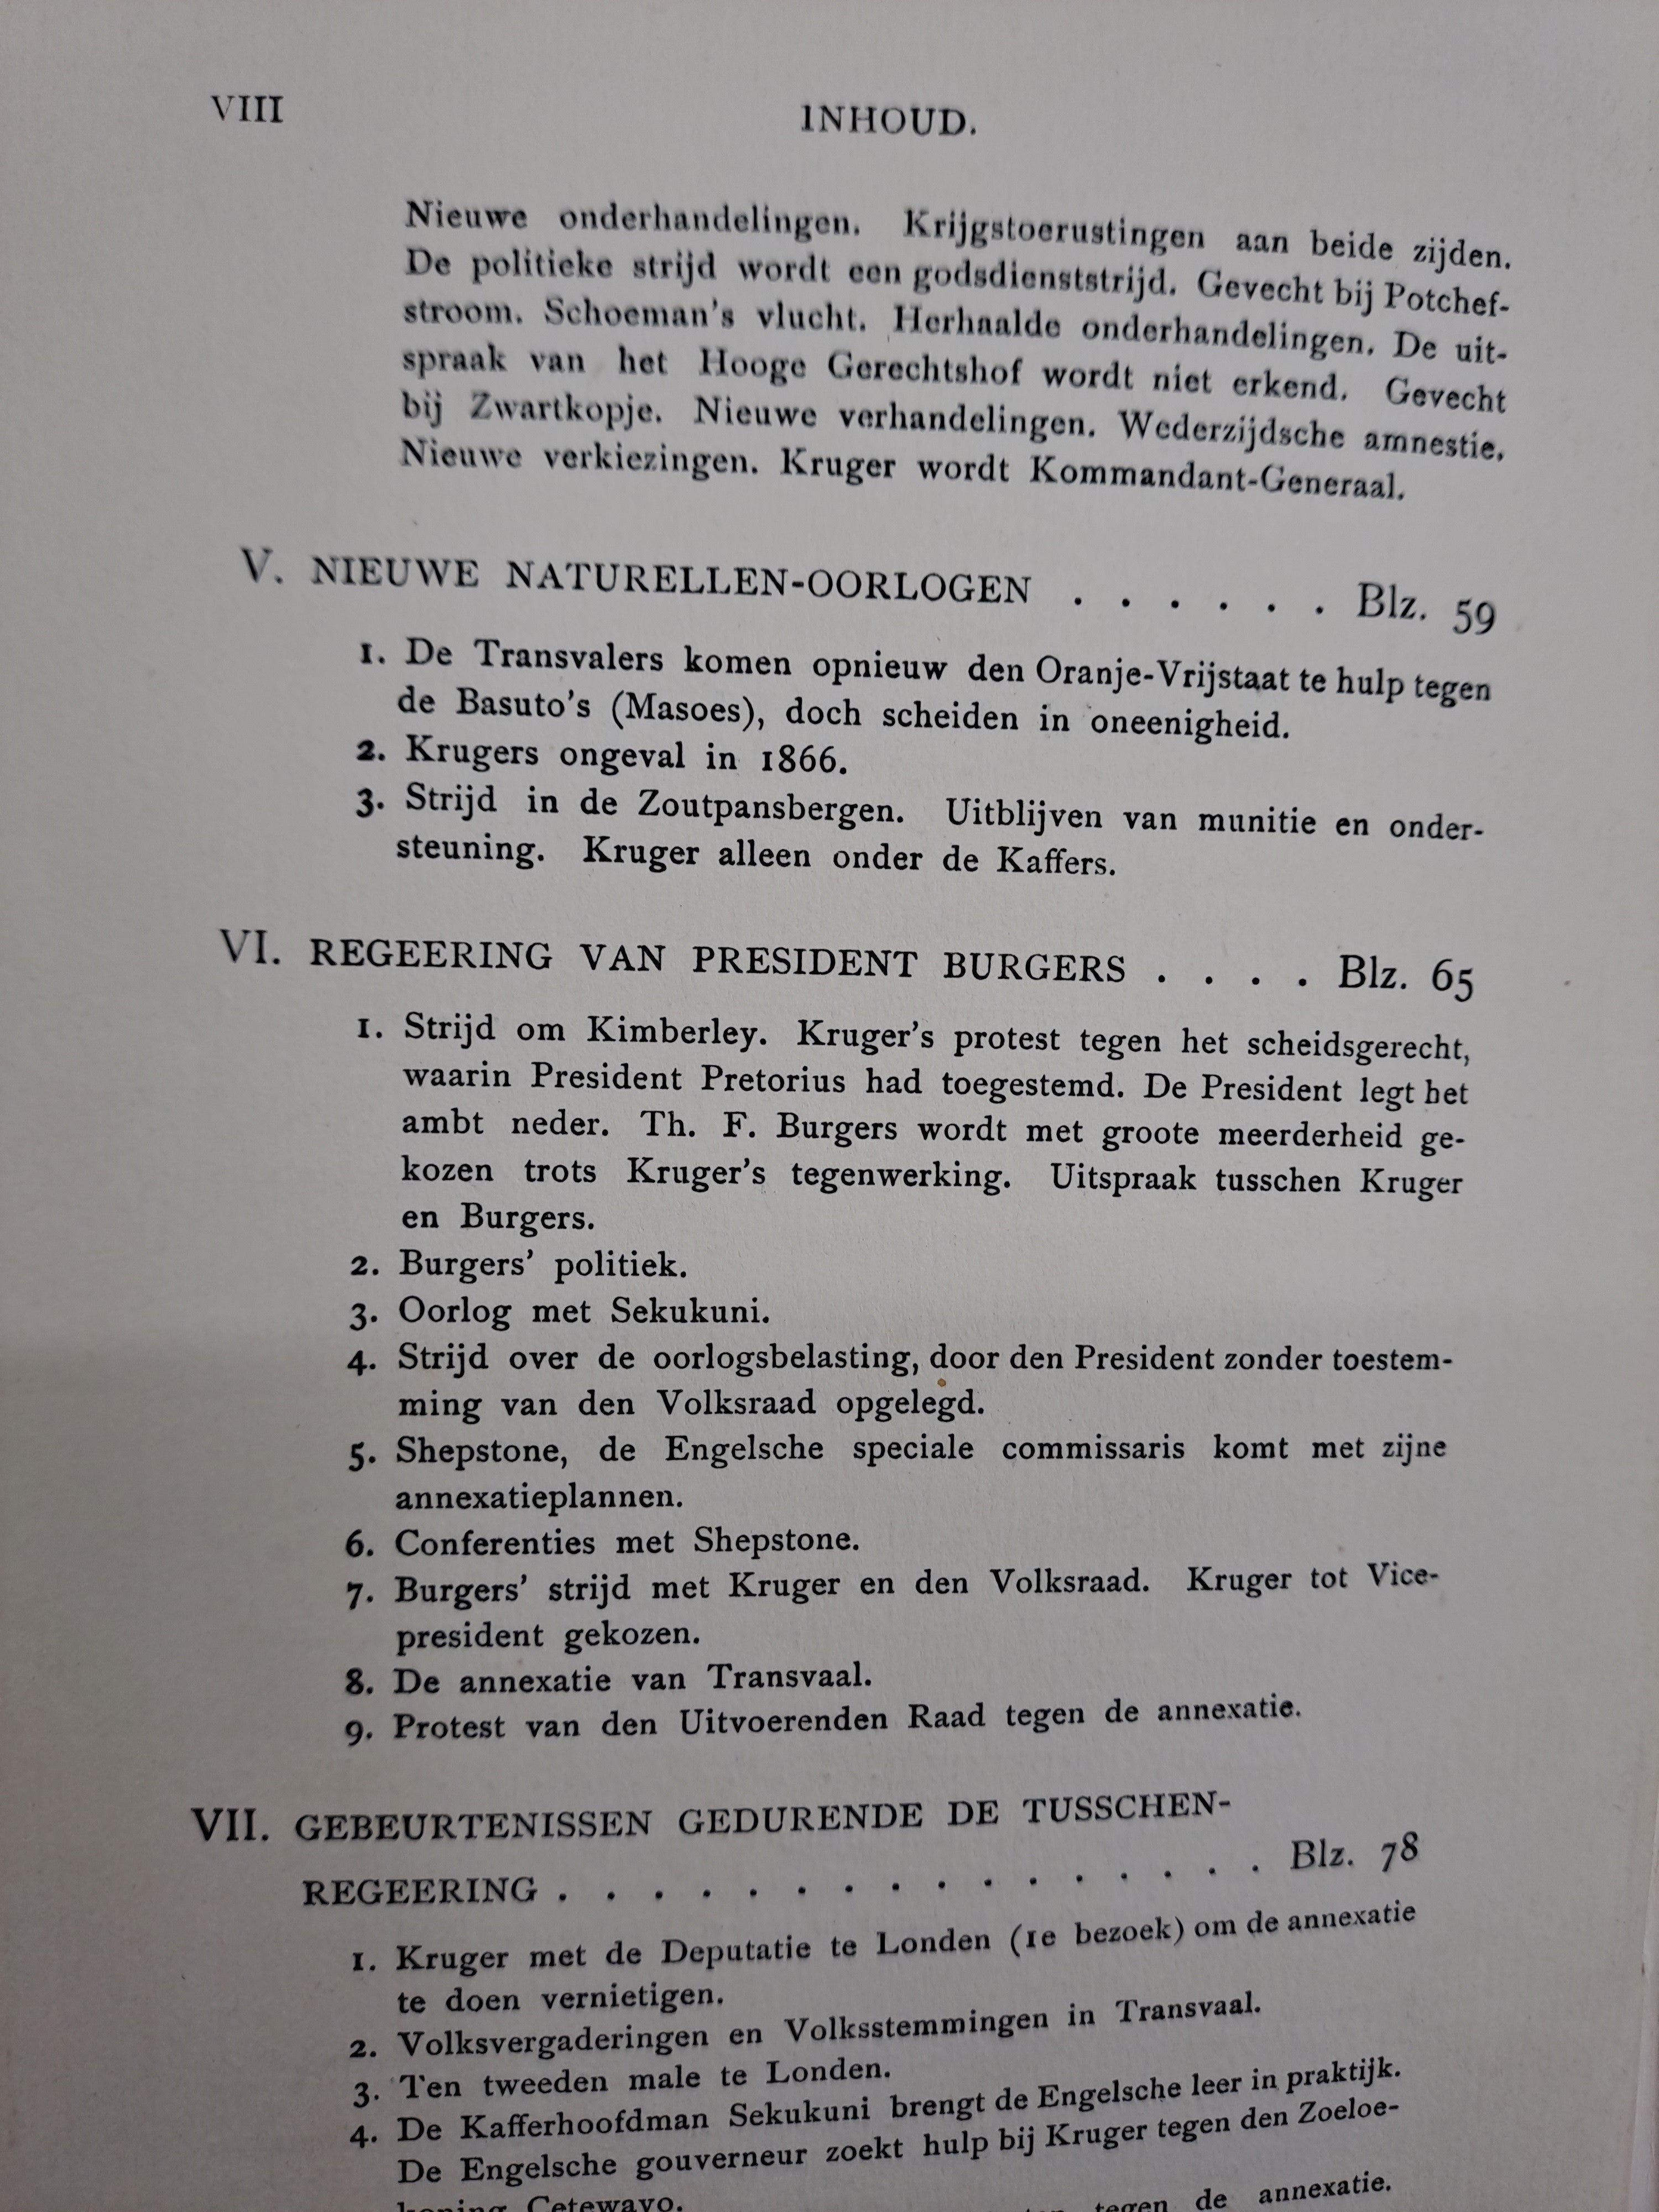 VIII
INHOUD.
Nieuwe onderhandelingen. Krijgstoerustingen aan beide zijden.
De politieke strijd wordt een godsdienststrijd. Gevecht bij Potchef-
stroom. Schoeman's vlucht. Herhaalde onderhandelingen. De uit-
spraak van het Hooge Gerechtshof wordt niet erkend. Gevecht
bij Zwartkopje. Nieuwe verhandelingen. Wederzijdsche amnestie.
Nieuwe verkiezingen. Kruger wordt Kommandant-Generaal.
V. NIEUWE NATURELLEN-OORLOGEN . . . . . . Blz. 59
1. De Transvalers komen opnieuw den Oranje-Vrijstaat te hulp tegen
de Basuto's (Masoes), doch scheiden in oneenigheid.
2. Krugers ongeval in 1866.
3. Strijd in de Zoutpansbergen. Uitblijven van munitie en onder-
steuning. Kruger alleen onder de Kaffers.
VI. REGEERING VAN PRESIDENT BURGERS . . . . Blz. 65
1. Strijd om Kimberley. Kruger's protest tegen het scheidsgerecht,
waarin President Pretorius had toegestemd. De President legt het
ambt neder. Th. F. Burgers wordt met groote meerderheid ge-
kozen trots Kruger's tegenwerking. Uitspraak tusschen Kruger
en Burgers.
2. Burgers' politiek.
3. Oorlog met Sekukuni.
4. Strijd over de oorlogsbelasting, door den President zonder toestem-
ming van den Volksraad opgelegd.
5. Shepstone, de Engelsche speciale commissaris komt met zijne
annexatieplannen.
6. Conferenties met Shepstone.
7. Burgers' strijd met Kruger en den Volksraad. Kruger tot Vice-
president gekozen.
8. De annexatie van Transvaal.
9. Protest van den Uitvoerenden Raad tegen de annexatie.
VII. GEBEURTENISSEN GEDURENDE DE TUSSCHEN-
REGEERING . . . . . . . . . . . . . . . Blz. 78
1. Kruger met de Deputatie te Londen (1e bezoek) om de annexatie
te doen vernietigen.
2. Volksvergaderingen en Volksstemmingen in Transvaal.
3. Ten tweeden male te Londen.
4. De Kafferhoofdman Sekukuni brengt de Engelsche leer in praktijk.
De Engelsche gouverneur zoekt hulp bij Kruger tegen den Zoeloe-
koning Cetewayo.
tegen de annexatie.